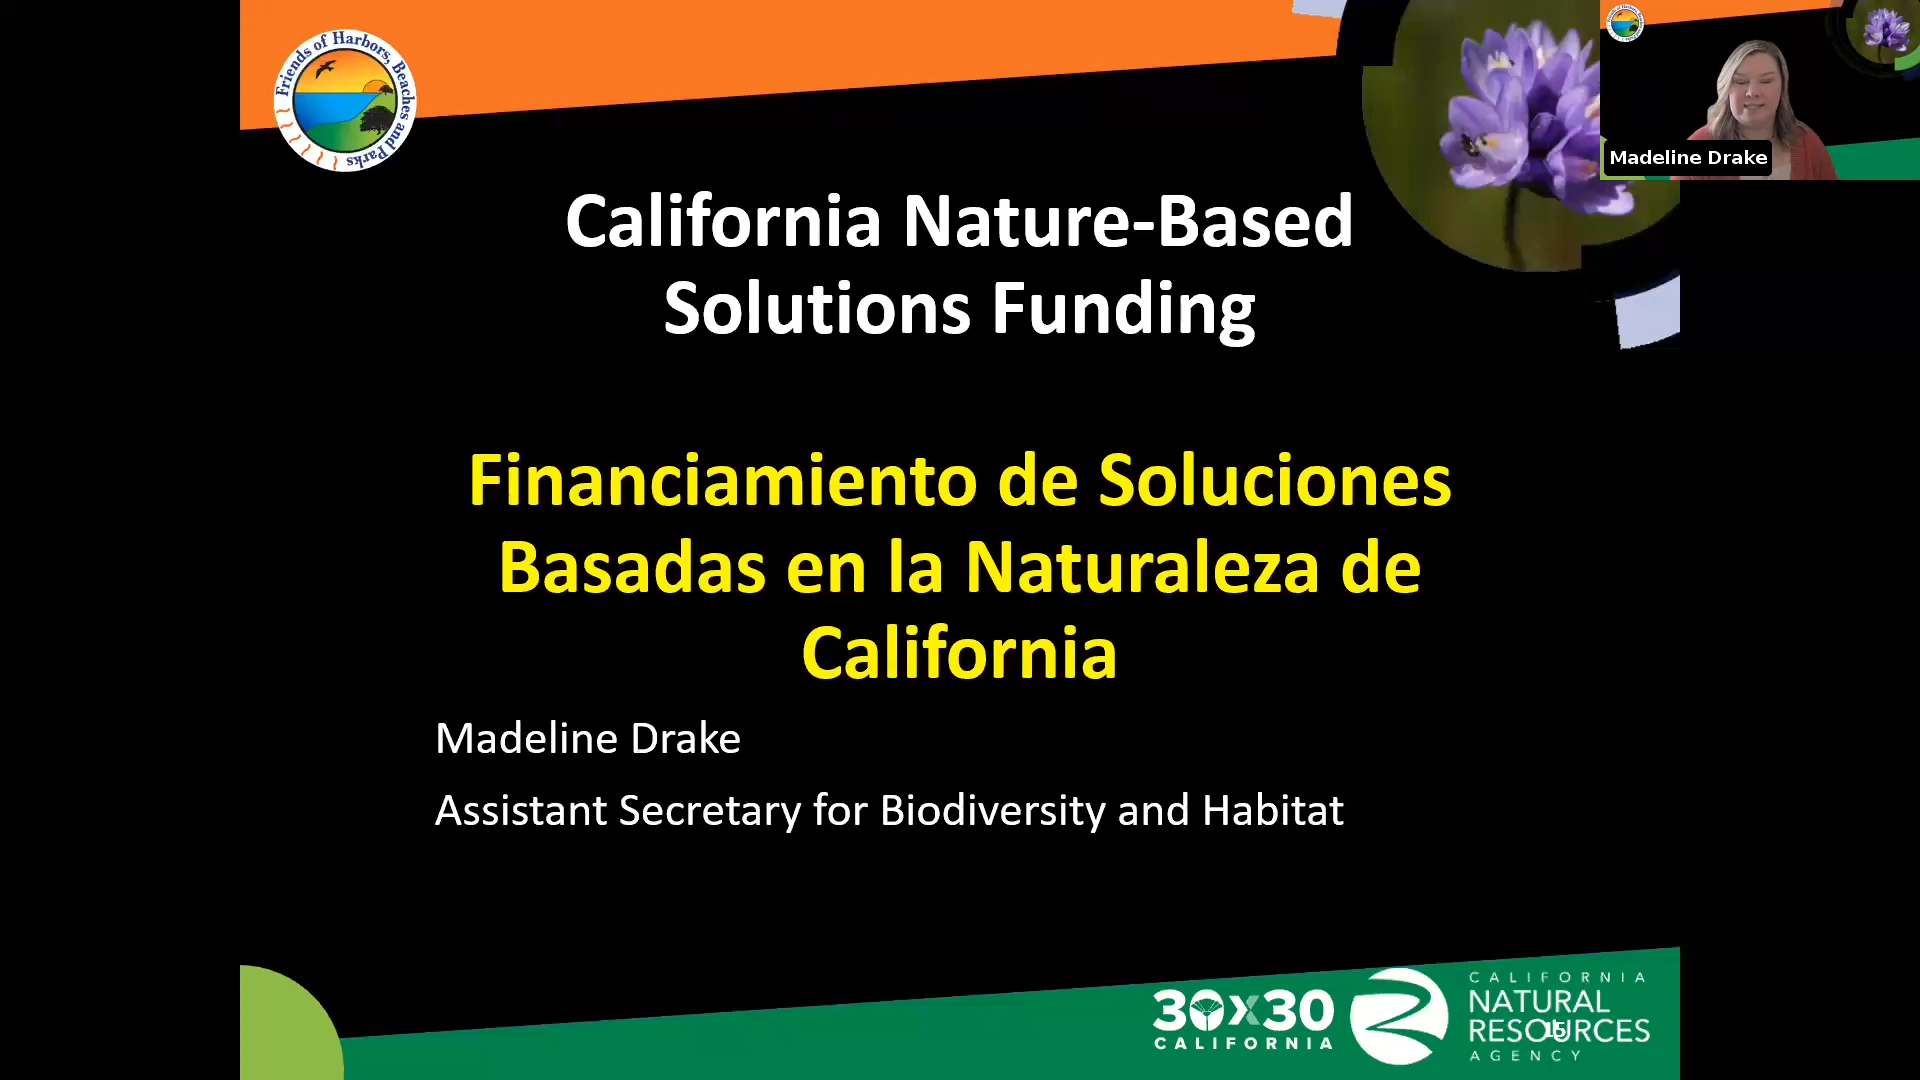 Friends of Harbors, Beaches and Parks
Madeline Drake
California Nature-Based
Solutions Funding
Financiamiento de Soluciones
Basadas en la Naturaleza de
California
Madeline Drake
Assistant Secretary for Biodiversity and Habitat
30x30
CALIFORNIA
CALIFORNIA
NATURAL
RESOURCES
AGENCY
15